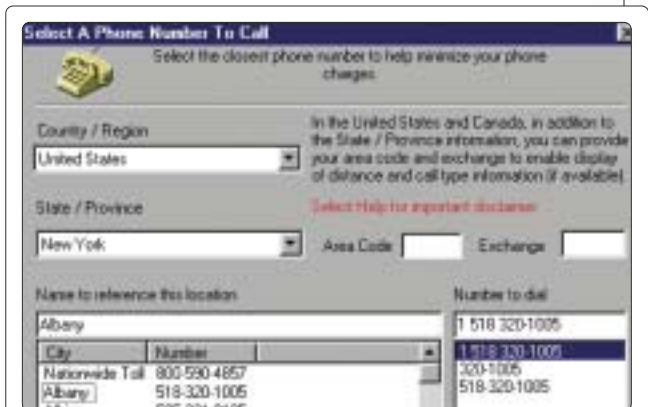 Select A Phone Number To Call
Select the closest phone number to help minimize your phone
charges.
Country / Region
United States
In the United States and Canada, in addition to
the State / Province information, you can provide
your area code and exchange to enable display
of distance and call type information (if available).
State / Province
New York
Select Help for important disclaimer.
Area Code
Exchange
Name to reference this location
Albany
Number to dial
1 518 320-1005
City Number
Nationwide Toll 800-590-4857
Albany 518-320-1005
1 518 320-1005
320-1005
518-320-1005